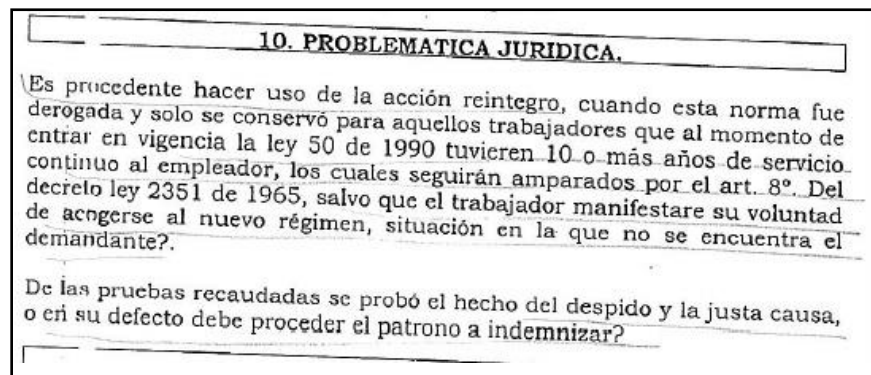 10. PROBLEMATICA JURIDICA.
Es procedente hacer uso de la acción reintegro, cuando esta norma fue
derogada y solo se conservó para aquellos trabajadores que al momento de
entrar en vigencia la ley 50 de 1990 tuvieren 10 o más años de servicio
continuo al empleador, los cuales seguirán amparados por el art. 8º. Del
decreto ley 2351 de 1965, salvo que el trabajador manifestare su voluntad
de acogerse al nuevo régimen, situación en la que no se encuentra el
demandante?.
De las pruebas recaudadas se probó el hecho del despido y la justa causa,
o en su defecto debe proceder el patrono a indemnizar?